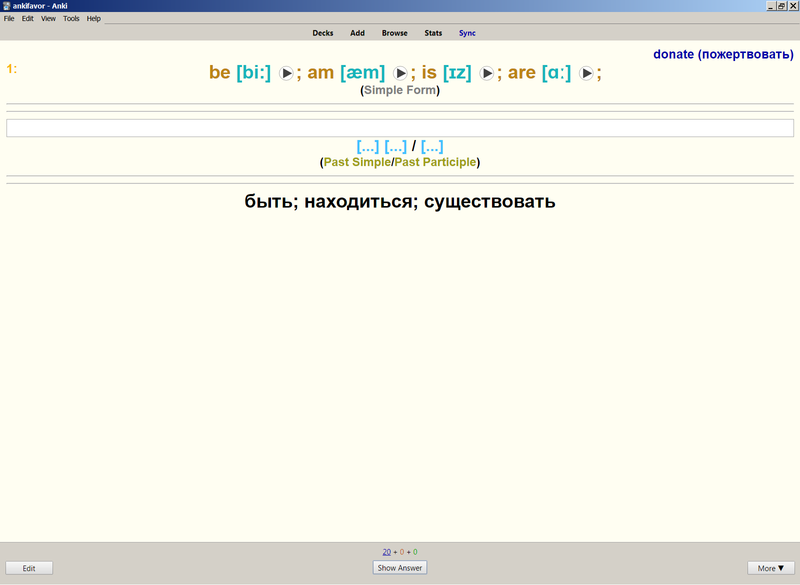 ankifavor - Anki
File Edit View Tools Help
Decks Add Browse Stats Sync
donate (пожертвовать)
1:
be [bi:] ; am [æm] ; is [ɪz] ; are [ɑː] ;
(Simple Form)
[...] [...] / [...]
(Past Simple/Past Participle)
быть; находиться; существовать
20 + 0 + 0
Edit Show Answer More ▼